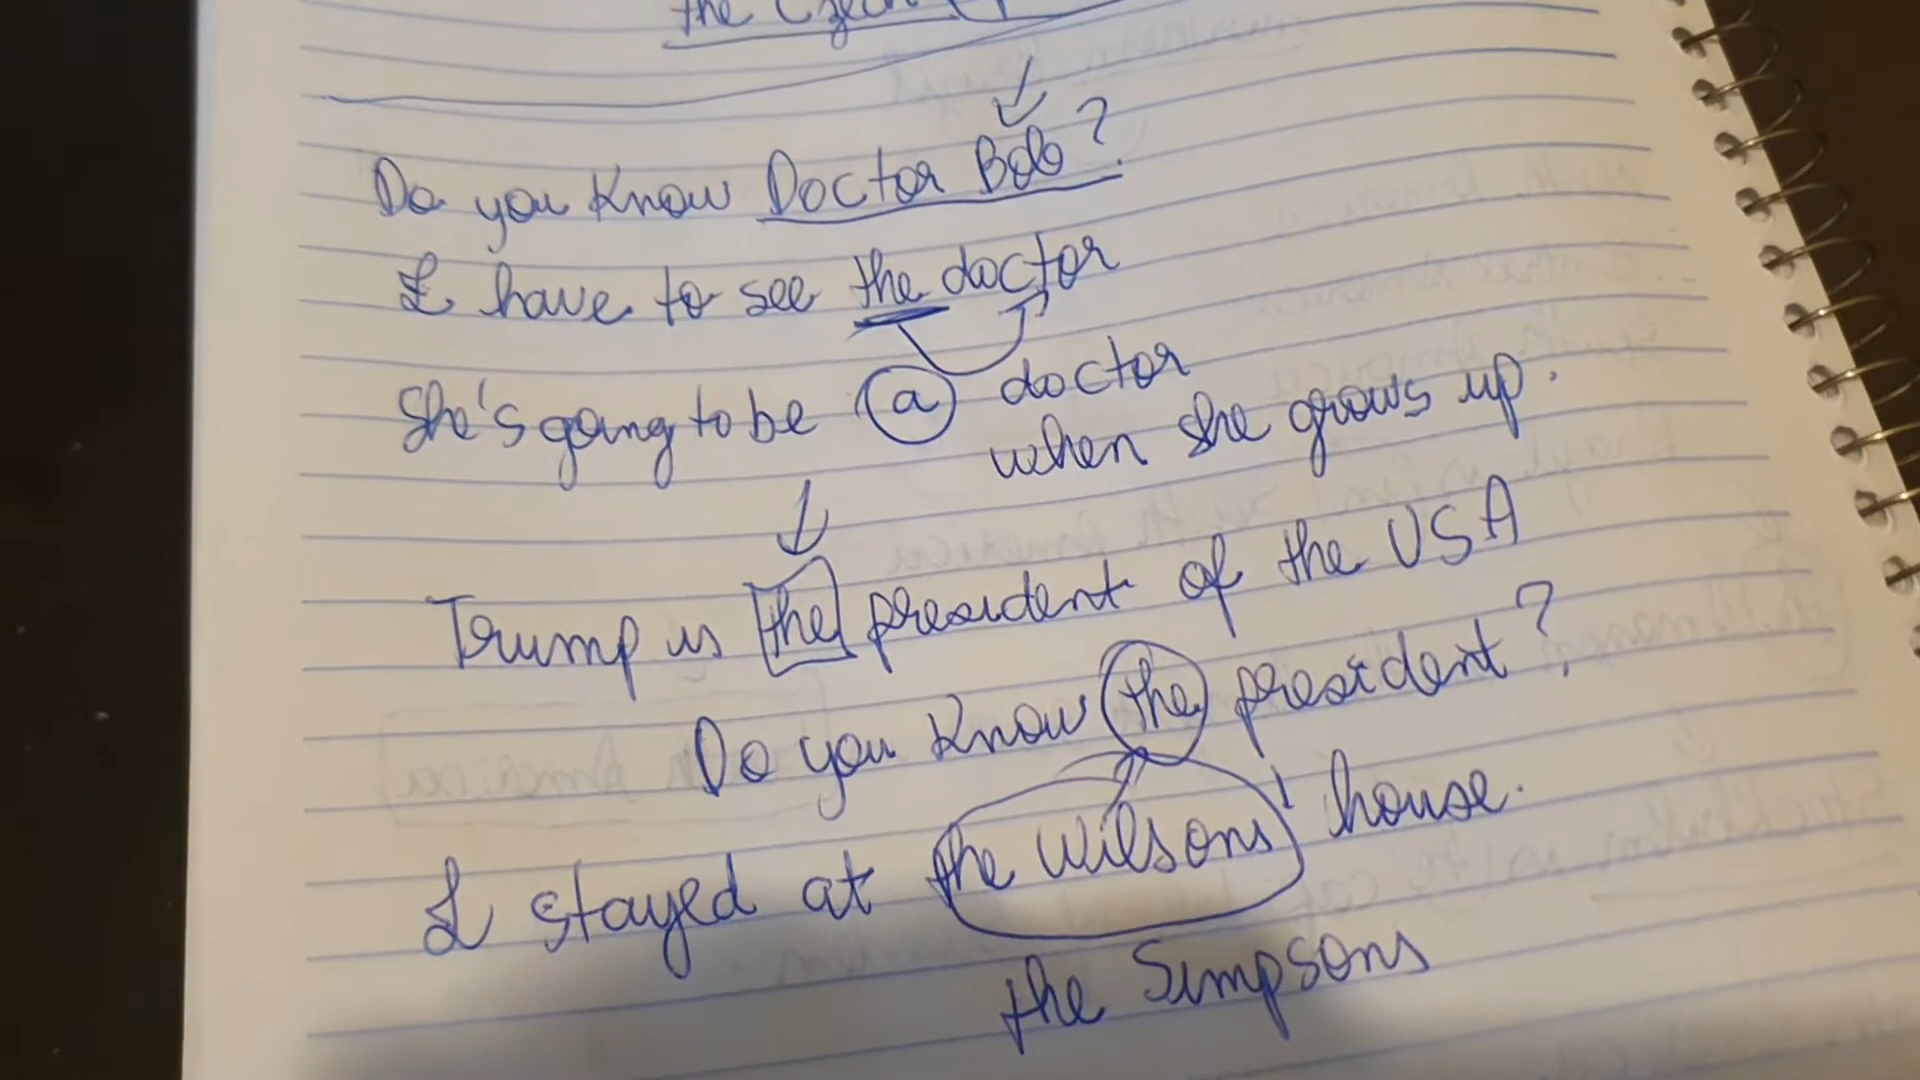 the Czech
Do you know Doctor Bob?
I have to see the doctor
She's going to be a doctor
when she grows up.
Trump is the president of the USA
Do you know the president?
I stayed at the Wilsons' house.
the Simpsons